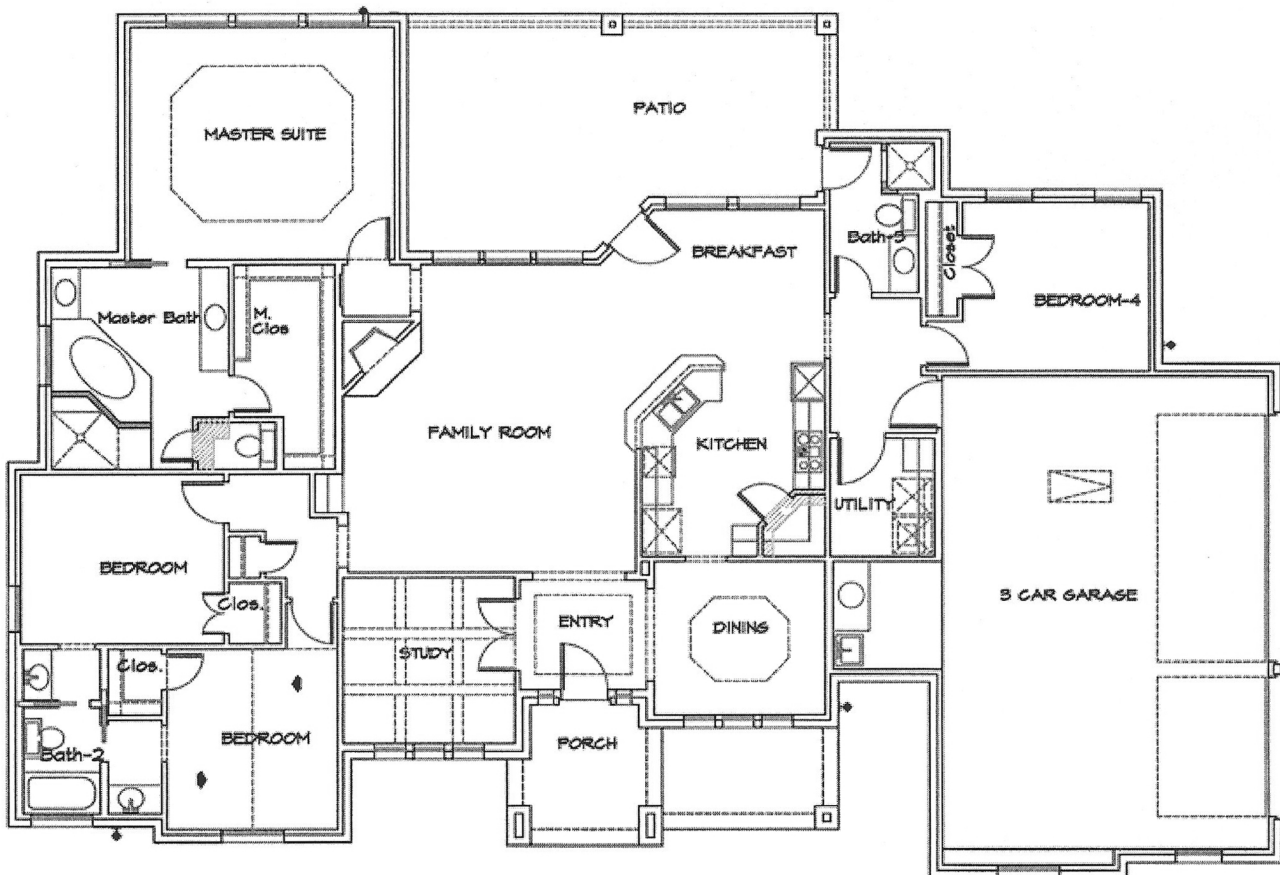 PATIO
MASTER SUITE
BREAKFAST
Bath-3
Closet
BEDROOM-4
Master Bath
M.
Clos
FAMILY ROOM
KITCHEN
UTILITY
BEDROOM
Clos.
3 CAR GARAGE
ENTRY
DINING
STUDY
Clos.
BEDROOM
PORCH
Bath-2